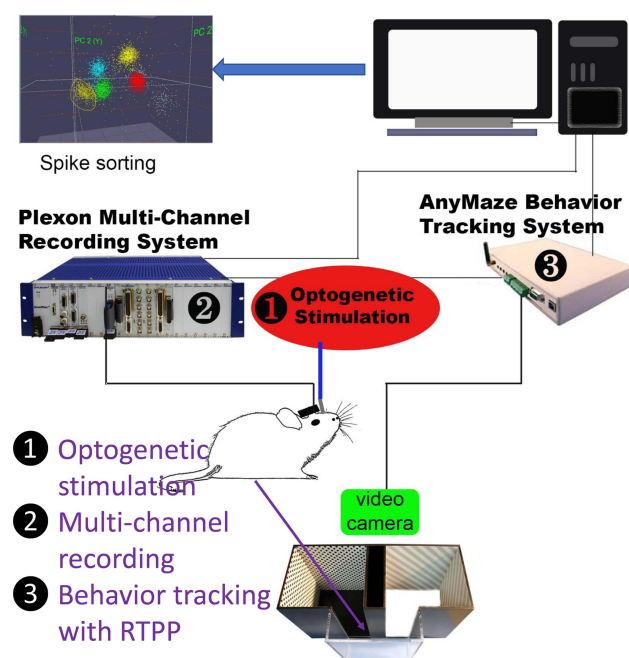 PC 2 (Y)
PC 2
Spike sorting
Plexon Multi-Channel
Recording System
AnyMaze Behavior
Tracking System
❸
❷
❶ Optogenetic
Stimulation
❶ Optogenetic
stimulation
❷ Multi-channel
recording
❸ Behavior tracking
with RTPP
video
camera